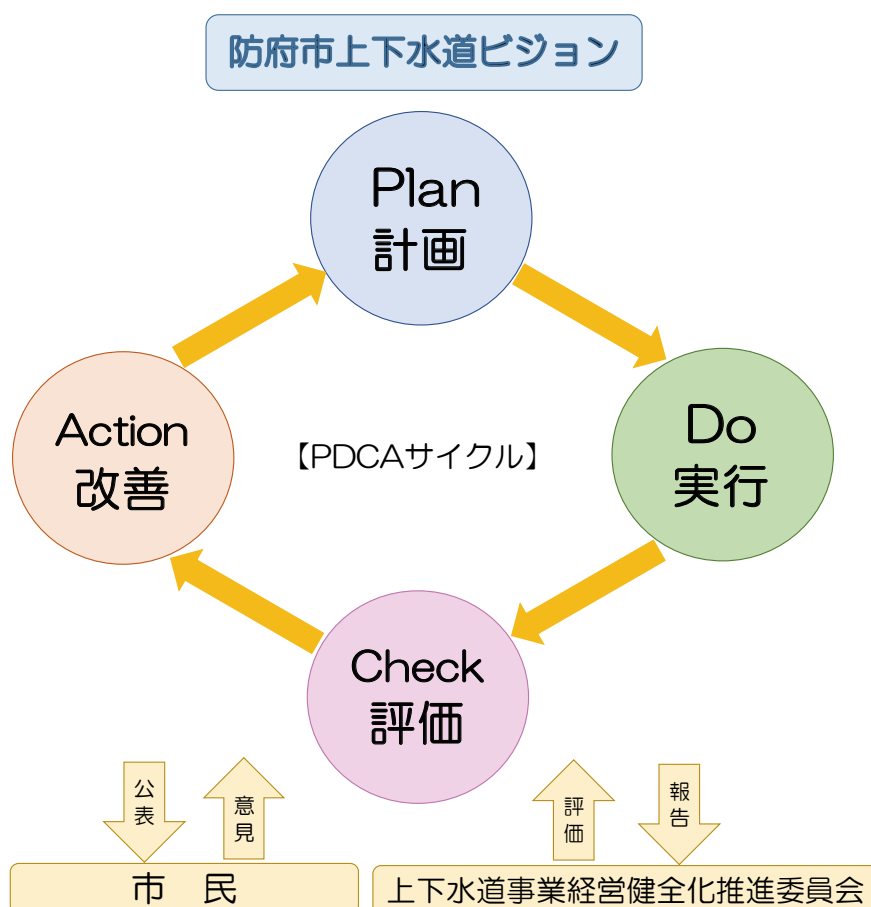 防府市上下水道ビジョン
Plan
計画
Action
改善
【PDCAサイクル】
Do
実行
Check
評価
公表
意見
評価
報告
市　民
上下水道事業経営健全化推進委員会